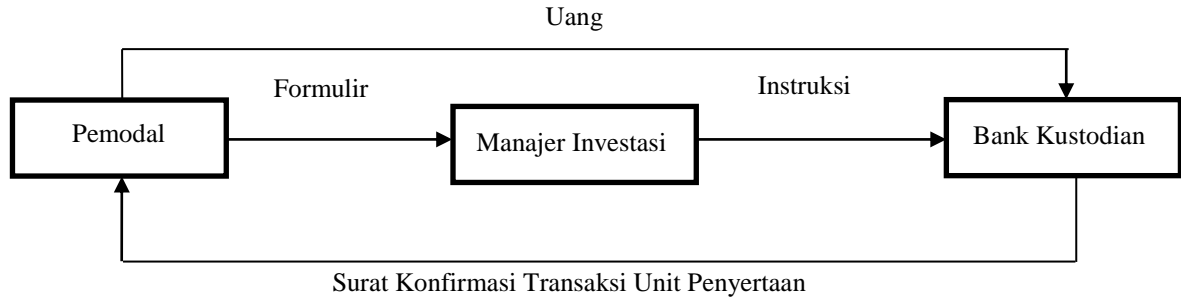 Uang
Formulir
Instruksi
Pemodal
Manajer Investasi
Bank Kustodian
Surat Konfirmasi Transaksi Unit Penyertaan